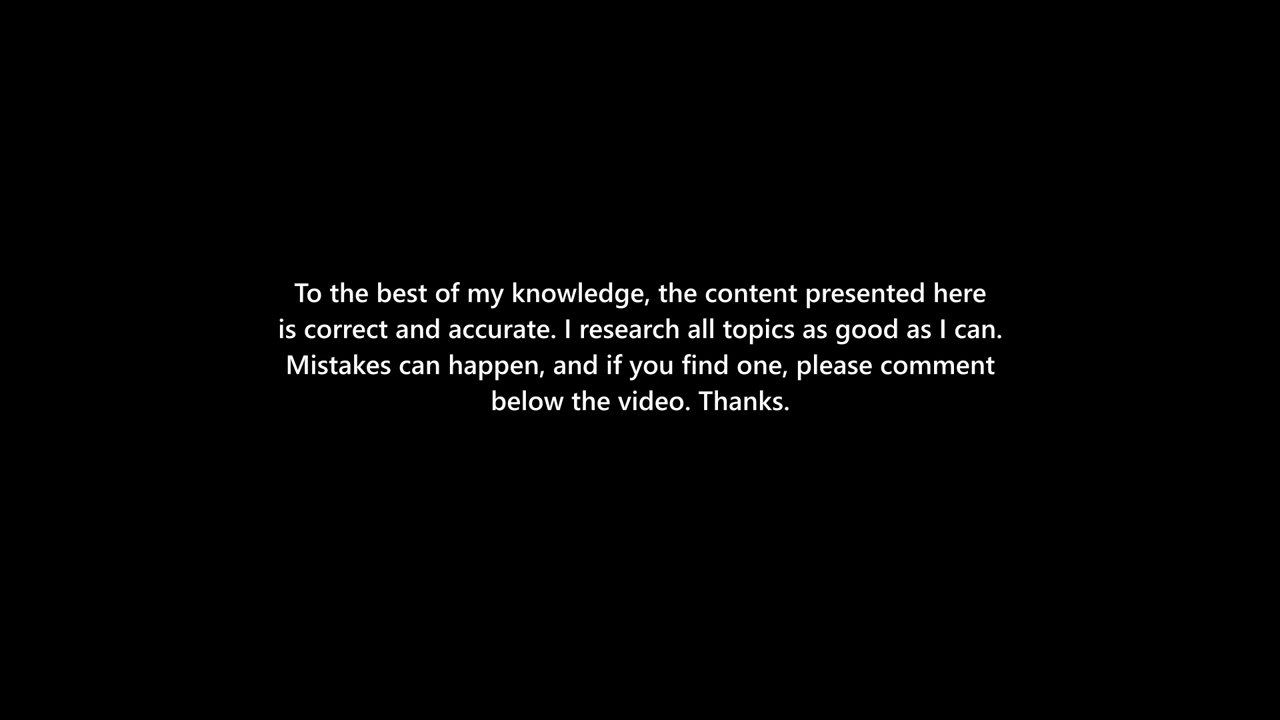 To the best of my knowledge, the content presented here
is correct and accurate. I research all topics as good as I can.
Mistakes can happen, and if you find one, please comment
below the video. Thanks.